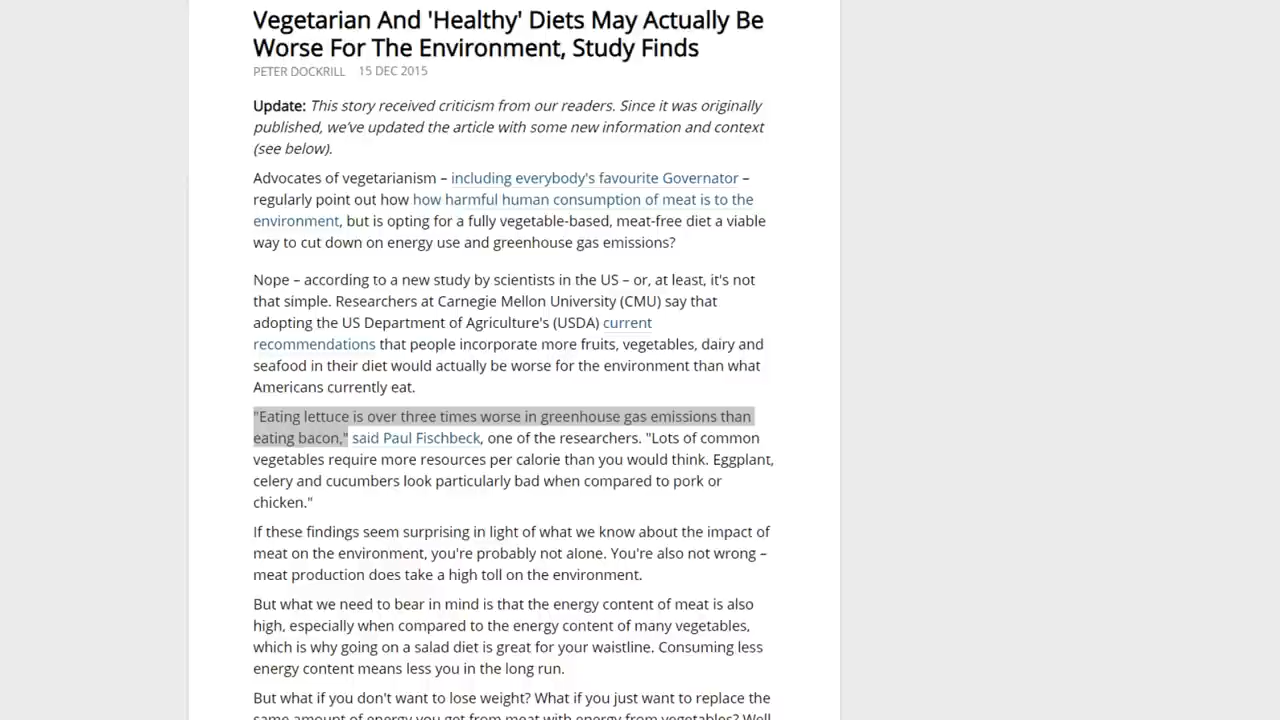 Vegetarian And 'Healthy' Diets May Actually Be
Worse For The Environment, Study Finds
PETER DOCKRILL 15 DEC 2015
Update: This story received criticism from our readers. Since it was originally
published, we've updated the article with some new information and context
(see below).
Advocates of vegetarianism – including everybody's favourite Governator –
regularly point out how how harmful human consumption of meat is to the
environment, but is opting for a fully vegetable-based, meat-free diet a viable
way to cut down on energy use and greenhouse gas emissions?
Nope – according to a new study by scientists in the US – or, at least, it's not
that simple. Researchers at Carnegie Mellon University (CMU) say that
adopting the US Department of Agriculture's (USDA) current
recommendations that people incorporate more fruits, vegetables, dairy and
seafood in their diet would actually be worse for the environment than what
Americans currently eat.
"Eating lettuce is over three times worse in greenhouse gas emissions than
eating bacon," said Paul Fischbeck, one of the researchers. "Lots of common
vegetables require more resources per calorie than you would think. Eggplant,
celery and cucumbers look particularly bad when compared to pork or
chicken."
If these findings seem surprising in light of what we know about the impact of
meat on the environment, you're probably not alone. You're also not wrong –
meat production does take a high toll on the environment.
But what we need to bear in mind is that the energy content of meat is also
high, especially when compared to the energy content of many vegetables,
which is why going on a salad diet is great for your waistline. Consuming less
energy content means less you in the long run.
But what if you don't want to lose weight? What if you just want to replace the
same amount of energy you get from meat with energy from vegetables? Well